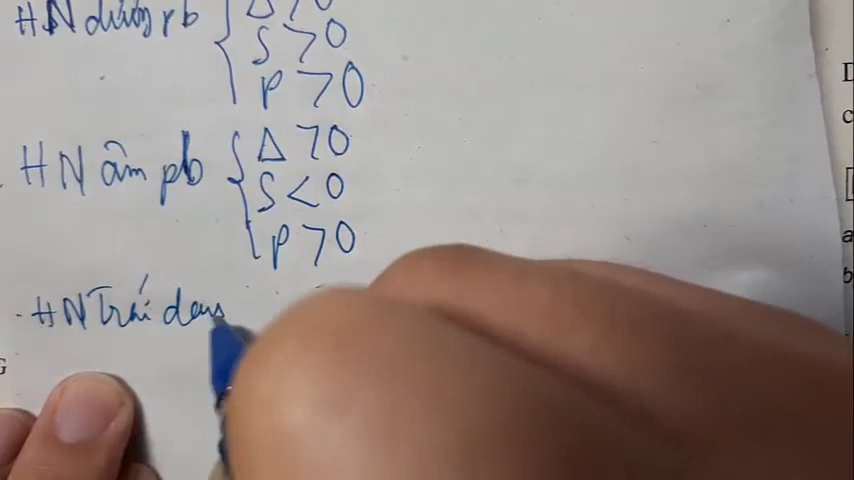 HN dương pb { Δ > 0
S > 0
P > 0
HN âm pb { Δ > 0
S < 0
P > 0
HN Trái dấu